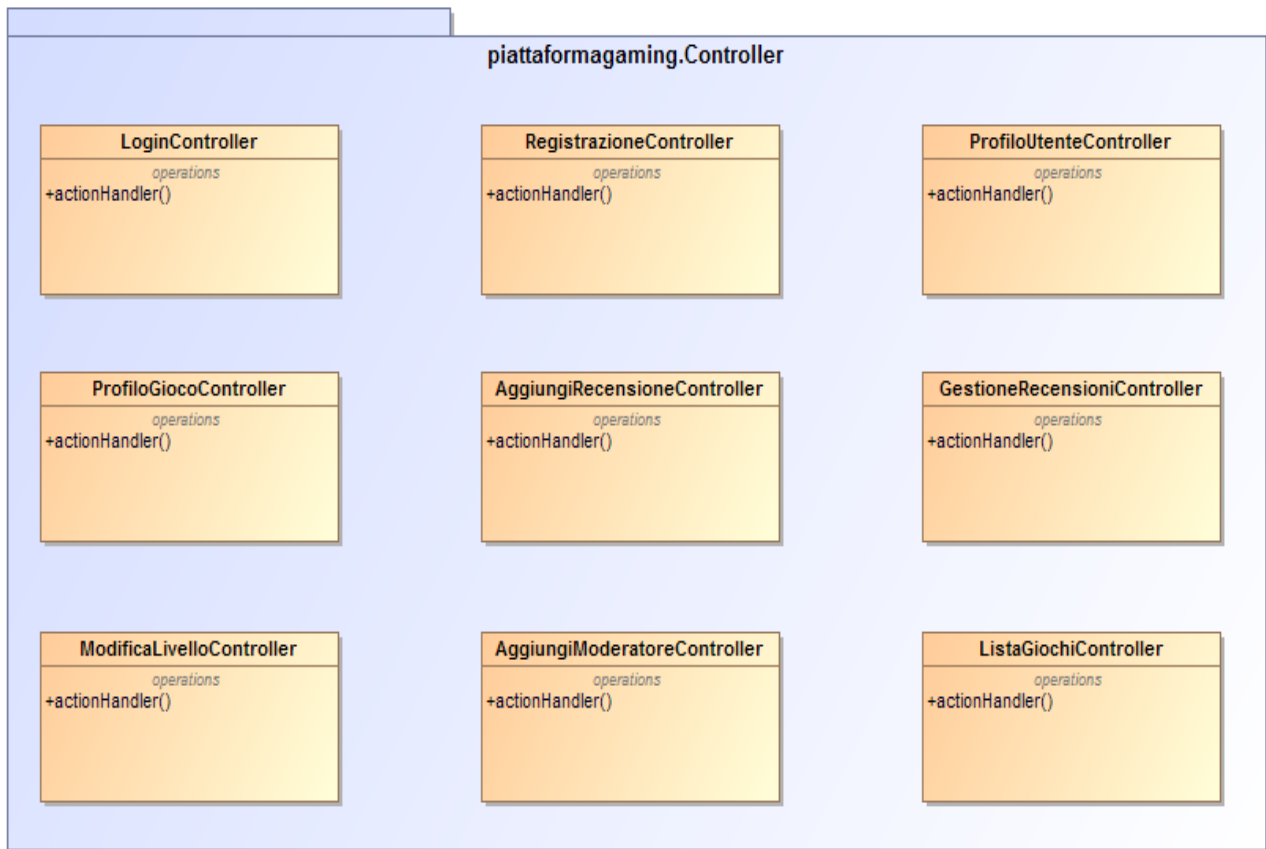 piattaformagaming.Controller
LoginController
operations
+actionHandler()
RegistrazioneController
operations
+actionHandler()
ProfiloUtenteController
operations
+actionHandler()
ProfiloGiocoController
operations
+actionHandler()
AggiungiRecensioneController
operations
+actionHandler()
GestioneRecensioniController
operations
+actionHandler()
ModificaLivelloController
operations
+actionHandler()
AggiungiModeratoreController
operations
+actionHandler()
ListaGiochiController
operations
+actionHandler()